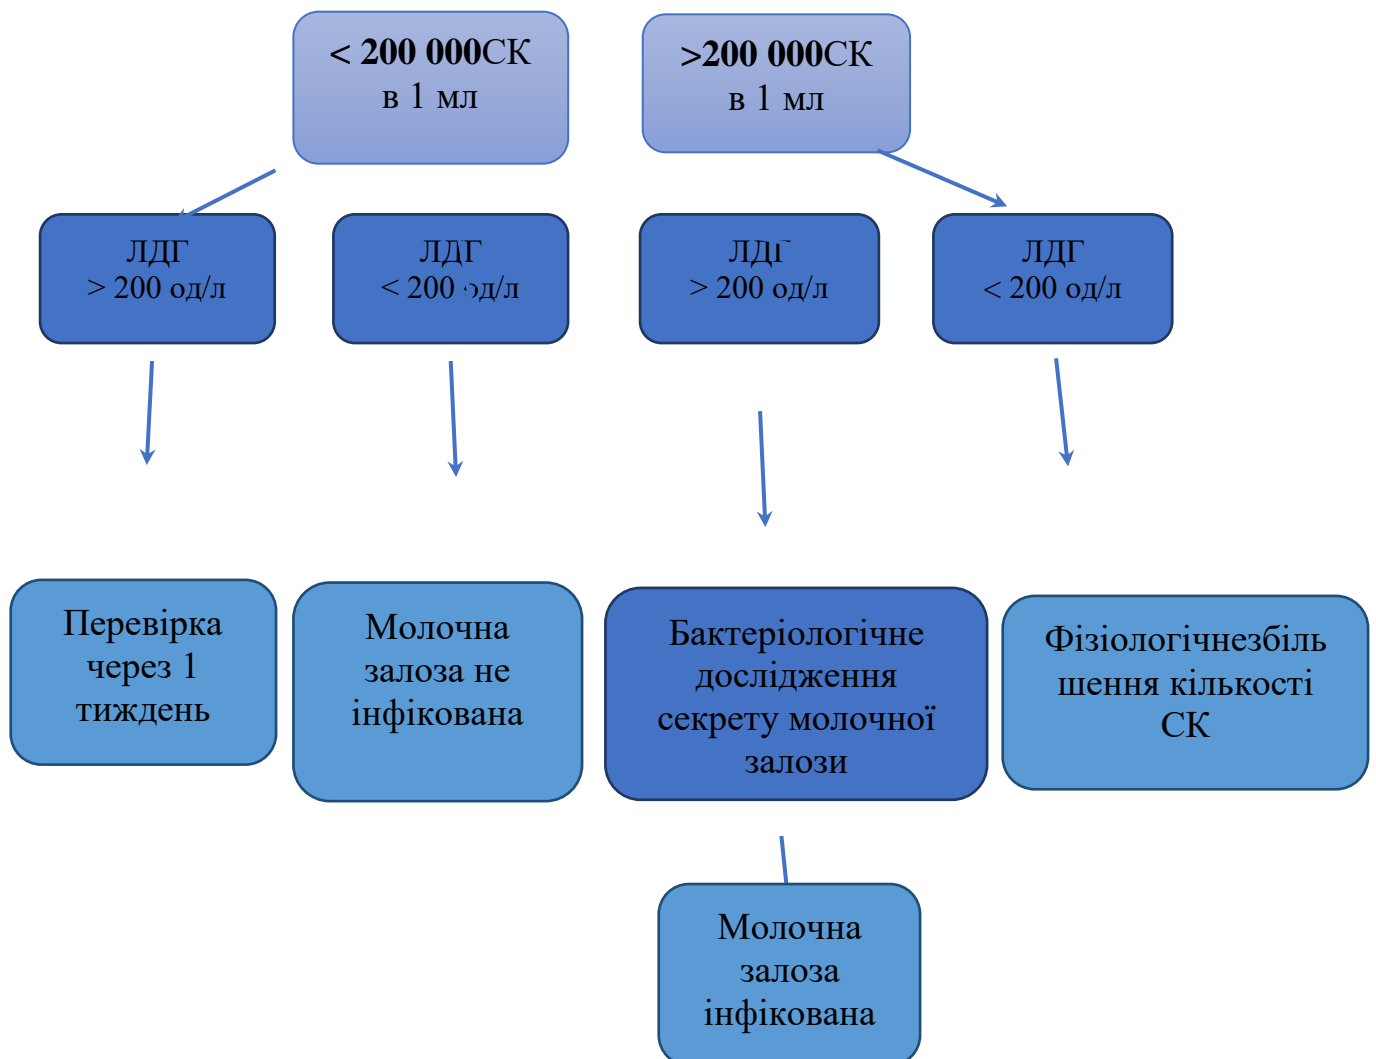 < 200 000СК
в 1 мл
>200 000СК
в 1 мл
ЛДГ
> 200 од/л
ЛДГ
< 200 од/л
ЛДГ
> 200 од/л
ЛДГ
< 200 од/л
Перевірка
через 1
тиждень
Молочна
залоза не
інфікована
Бактеріологічне
дослідження
секрету молочної
залози
Фізіологічнезбіль
шення кількості
СК
Молочна
залоза
інфікована